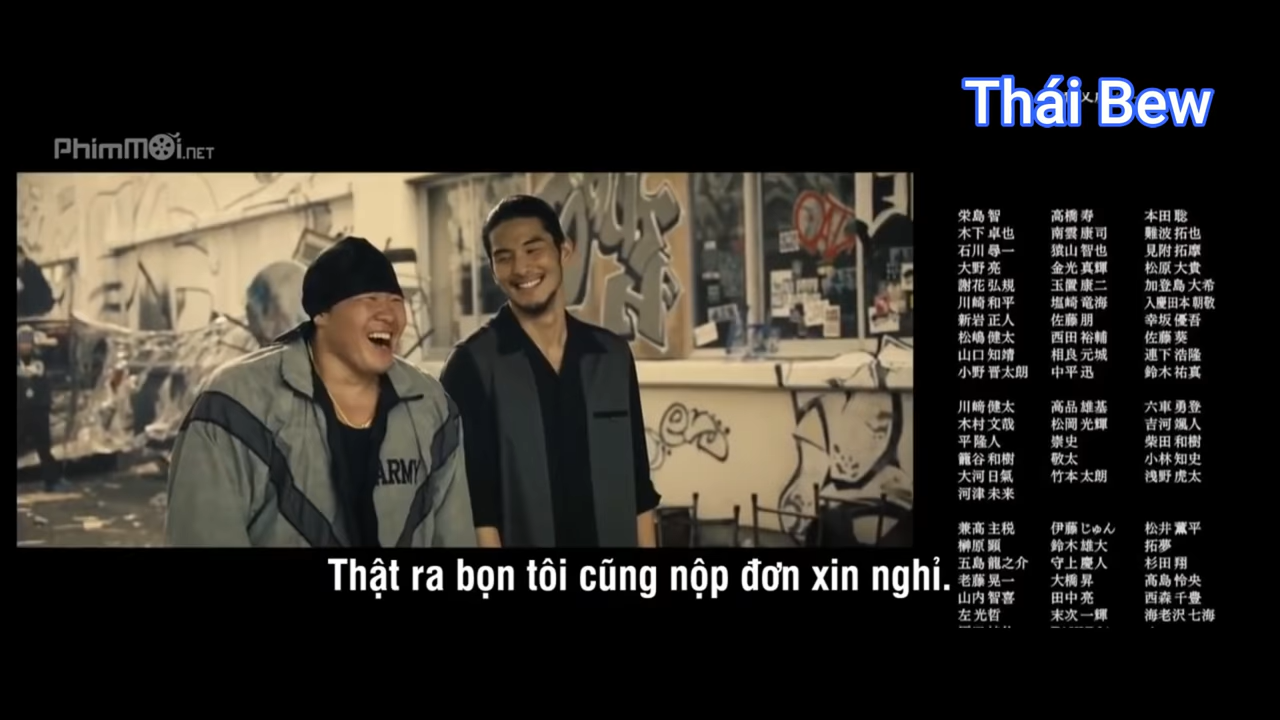 Thái Bew
PhimMoi.NET
栄島 智 高橋 寿 本田 聡
木下 卓也 南雲 康司 難波 拓也
石川 尋一 猿山 智也 見附 拓摩
大野 亮 金光 真輝 松原 大貴
謝花 弘規 玉置 康二 加登島 大希
川崎 和平 塩崎 竜海 入慶田本 朝敬
新岩 正人 佐藤 朋 幸坂 優吾
松嶋 健太 西田 裕輔 佐藤 葵
山口 知靖 相良 元城 連下 浩隆
小野 晋太朗 中平 迅 鈴木 祐真
川﨑 健太 高品 雄基 六車 勇登
木村 文哉 松岡 光輝 吉河 颯人
平 隆人 崇史 柴田 和樹
籠谷 和樹 敬太 小林 知史
大河 日氣 竹本 太朗 浅野 虎太
河津 未来
兼高 主税 伊藤 じゅん 松井 薫平
榊原 顕 鈴木 雄大 拓夢
五島 龍之介 守上 慶人 杉田 翔
老藤 晃一 大橋 昇 高島 怜央
山内 智喜 田中 亮 西森 千豊
左 光哲 末次 一輝 海老沢 七海
ARMY
Thật ra bọn tôi cũng nộp đơn xin nghỉ.